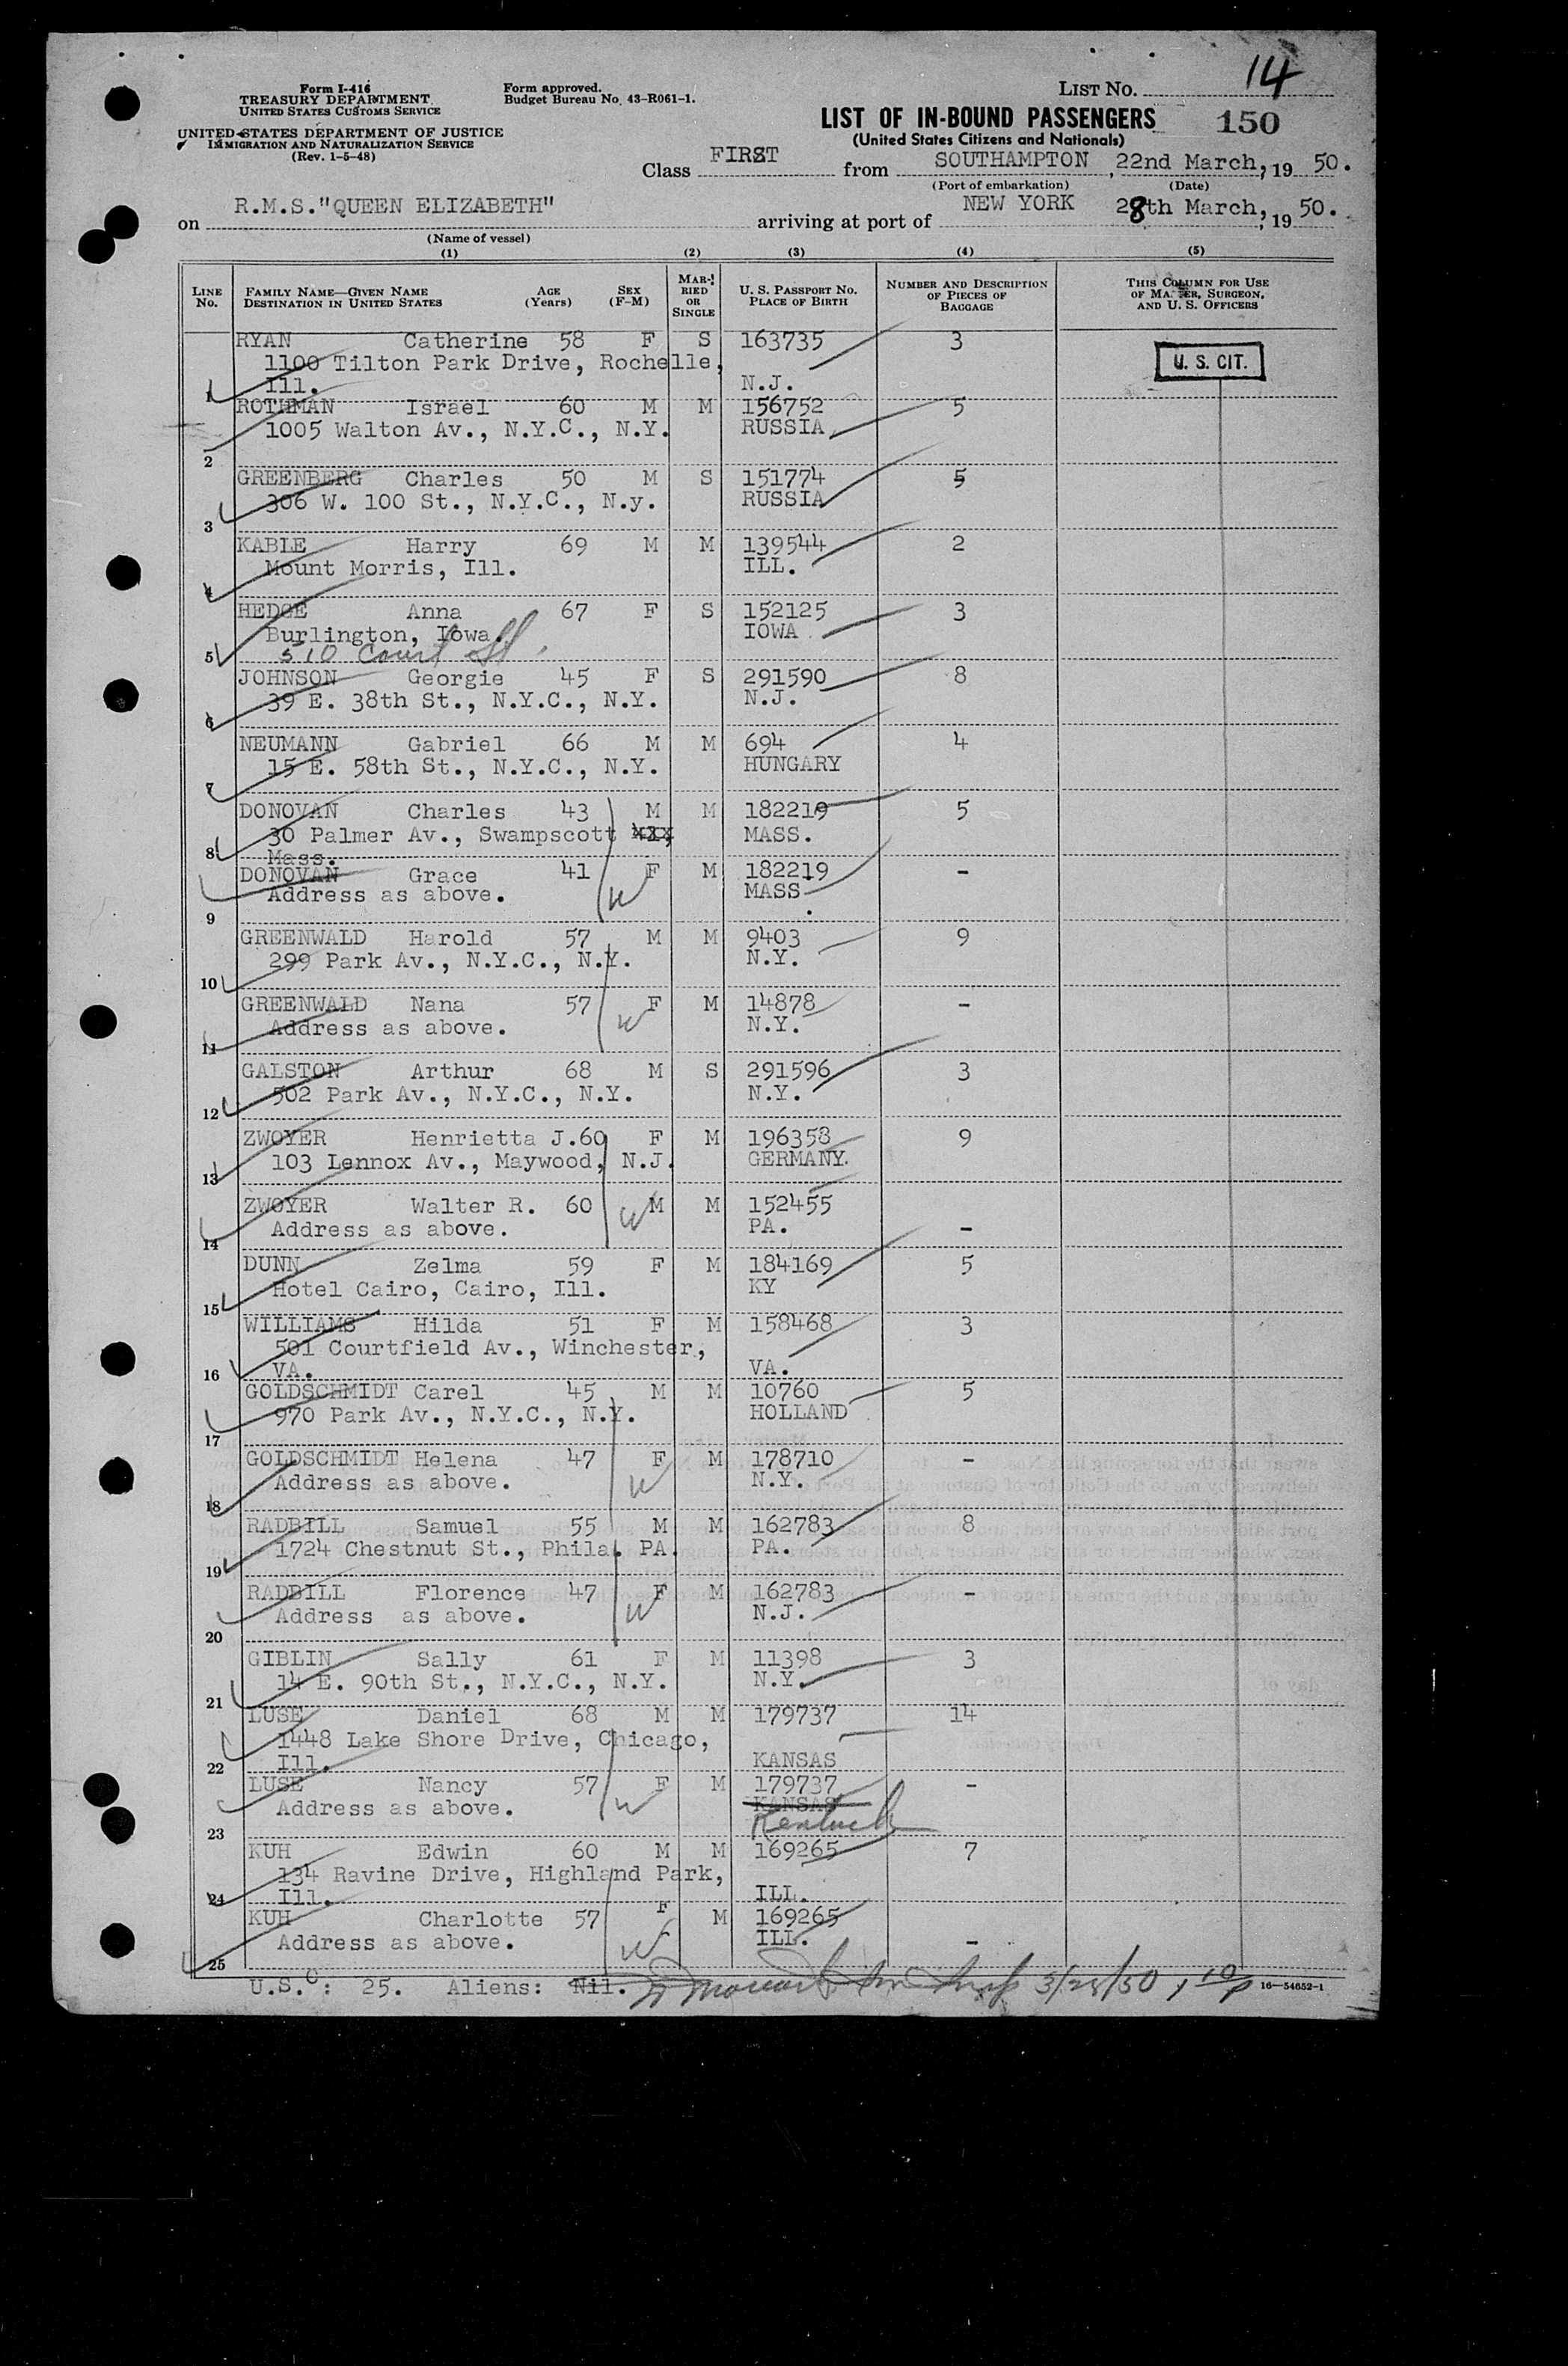 14
Form I-416
TREASURY DEPARTMENT
UNITED STATES CUSTOMS SERVICE
Form approved.
Budget Bureau No. 43-R061-1.
LIST No.
UNITED STATES DEPARTMENT OF JUSTICE
IMMIGRATION AND NATURALIZATION SERVICE
(Rev. 1-5-48)
LIST OF IN-BOUND PASSENGERS 150
(United States Citizens and Nationals)
Class FIRST from SOUTHAMPTON, 22nd March, 19 50.
(Port of embarkation) (Date)
on R.M.S."QUEEN ELIZABETH" arriving at port of NEW YORK 28th March, 19 50.
(Name of vessel)
(1) (2) (3) (4) (5)
LINE No. FAMILY NAME—GIVEN NAME DESTINATION IN UNITED STATES AGE (Years) SEX (F-M) MARRIED OR SINGLE U. S. PASSPORT No. PLACE OF BIRTH NUMBER AND DESCRIPTION OF PIECES OF BAGGAGE THIS COLUMN FOR USE OF MASTER, SURGEON, AND U. S. OFFICERS
RYAN Catherine 58 F S 163735 3
1100 Tilton Park Drive, Rochelle,
U. S. CIT.
1 Ill. N.J.
ROTHMAN Israel 60 M M 156752 5
1005 Walton Av., N.Y.C., N.Y. RUSSIA
2
GREENBERG Charles 50 M S 151774 5
306 W. 100 St., N.Y.C., N.y. RUSSIA
3
KABLE Harry 69 M M 139544 2
Mount Morris, Ill. ILL.
4
HEDGE Anna 67 F S 152125 3
Burlington, Iowa. IOWA
5 510 Court St.
JOHNSON Georgie 45 F S 291590 8
39 E. 38th St., N.Y.C., N.Y. N.J.
6
NEUMANN Gabriel 66 M M 694 4
15 E. 58th St., N.Y.C., N.Y. HUNGARY
7
DONOVAN Charles 43 M M 182219 5
30 Palmer Av., Swampscott MASS.
8 Mass.
DONOVAN Grace 41 F M 182219 -
Address as above. MASS.
9
GREENWALD Harold 57 M M 9403 9
299 Park Av., N.Y.C., N.Y. N.Y.
10
GREENWALD Nana 57 F M 14878 -
Address as above. N.Y.
11
GALSTON Arthur 68 M S 291596 3
502 Park Av., N.Y.C., N.Y. N.Y.
12
ZWOYER Henrietta J. 60 F M 196358 9
103 Lennox Av., Maywood, N.J. GERMANY.
13
ZWOYER Walter R. 60 M M 152455
Address as above. PA. -
14
DUNN Zelma 59 F M 184169 5
Hotel Cairo, Cairo, Ill. KY
15
WILLIAMS Hilda 51 F M 158468 3
501 Courtfield Av., Winchester,
16 VA. VA.
GOLDSCHMIDT Carel 45 M M 10760 5
970 Park Av., N.Y.C., N.Y. HOLLAND
17
GOLDSCHMIDT Helena 47 F M 178710 -
Address as above. N.Y.
18
RADBILL Samuel 55 M M 162783 8
1724 Chestnut St., Phila. PA. PA.
19
RADBILL Florence 47 F M 162783 -
Address as above. N.J.
20
GIBLIN Sally 61 F M 11398 3
14 E. 90th St., N.Y.C., N.Y. N.Y.
21
LUSE Daniel 68 M M 179737 14
1448 Lake Shore Drive, Chicago,
22 Ill. KANSAS
LUSE Nancy 57 F M 179737 -
Address as above. KANSAS
23 Kentucky
KUH Edwin 60 M M 169265 7
134 Ravine Drive, Highland Park,
24 Ill. ILL.
KUH Charlotte 57 F M 169265
Address as above. ILL. -
25
U.S.C: 25. Aliens: Nil. 3/28/50 16—54652-1